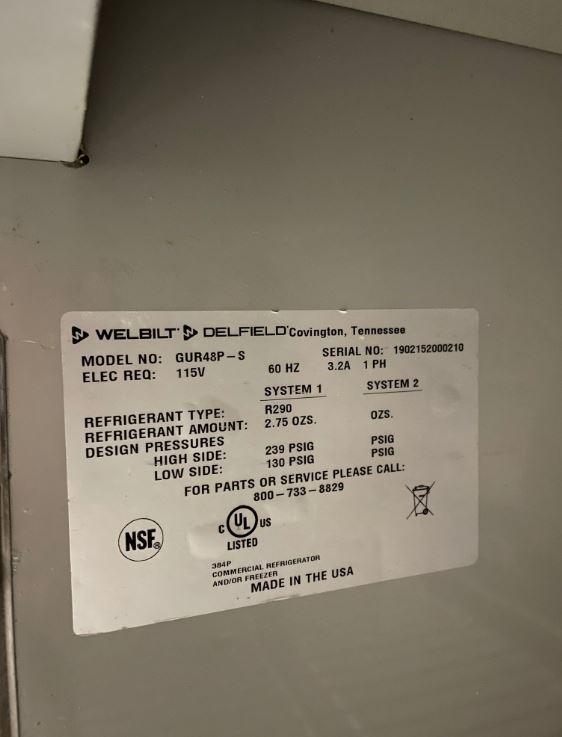 WELBILT DELFIELD Covington, Tennessee
MODEL NO: GUR48P-S SERIAL NO: 1902152000210
ELEC REQ: 115V 60 HZ 3.2A 1 PH
SYSTEM 1 SYSTEM 2
REFRIGERANT TYPE: R290
REFRIGERANT AMOUNT: 2.75 OZS. OZS.
DESIGN PRESSURES
HIGH SIDE: 239 PSIG PSIG
LOW SIDE: 130 PSIG PSIG
FOR PARTS OR SERVICE PLEASE CALL:
800-733-8829
NSF®
C UL US
LISTED
384P
COMMERCIAL REFRIGERATOR
AND/OR FREEZER
MADE IN THE USA